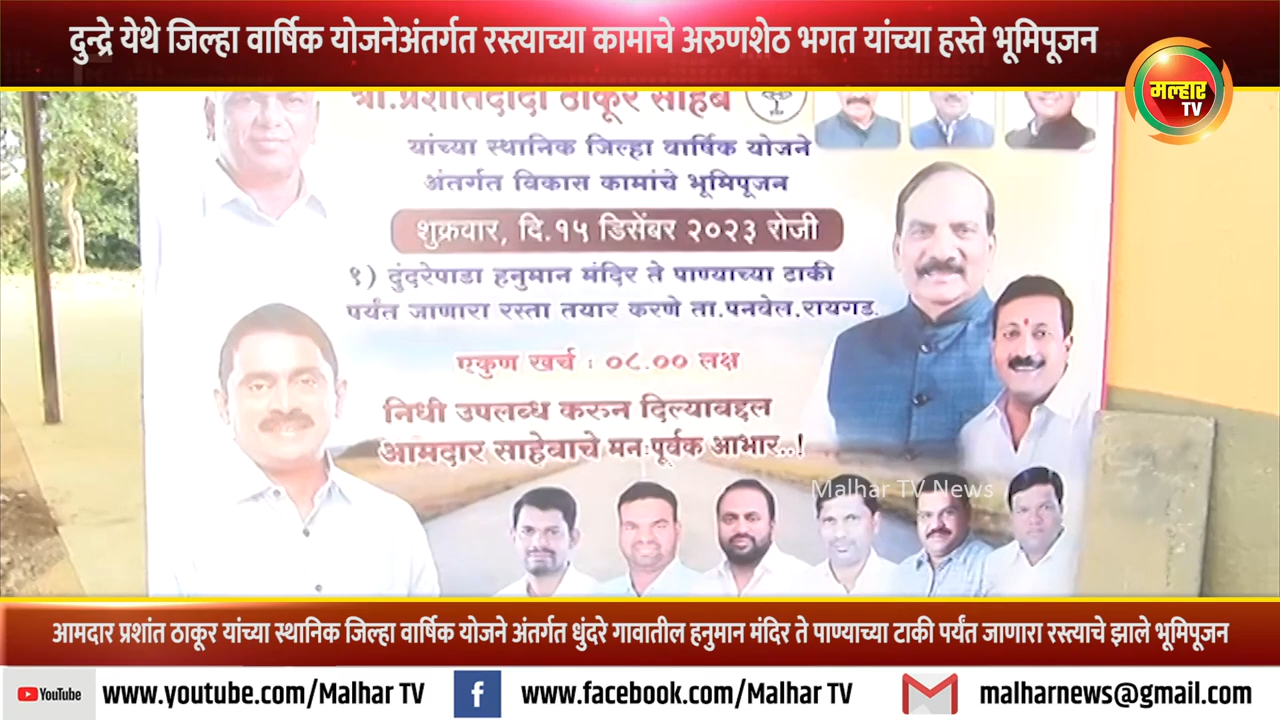 दुन्द्रे येथे जिल्हा वार्षिक योजनेअंतर्गत रस्त्याच्या कामाचे अरुणशेठ भगत यांच्या हस्ते भूमिपूजन
मल्हार
TV
श्री.प्रशांतदादा ठाकूर साहेब
यांच्या स्थानिक जिल्हा वार्षिक योजने
अंतर्गत विकास कामांचे भूमिपूजन
शुक्रवार, दि.१५ डिसेंबर २०२३ रोजी
१) दुंदरेपाडा हनुमान मंदिर ते पाण्याच्या टाकी
पर्यंत जाणारा रस्ता तयार करणे ता.पनवेल.रायगड.
एकुण खर्च : ०८.०० लक्ष
निधी उपलब्ध करुन दिल्याबद्दल
आमदार साहेबाचे मनःपूर्वक आभार..!
Malhar TV News
आमदार प्रशांत ठाकूर यांच्या स्थानिक जिल्हा वार्षिक योजने अंतर्गत धुंदरे गावातील हनुमान मंदिर ते पाण्याच्या टाकी पर्यंत जाणारा रस्त्याचे झाले भूमिपूजन
YouTube www.youtube.com/Malhar TV f www.facebook.com/Malhar TV malharnews@gmail.com